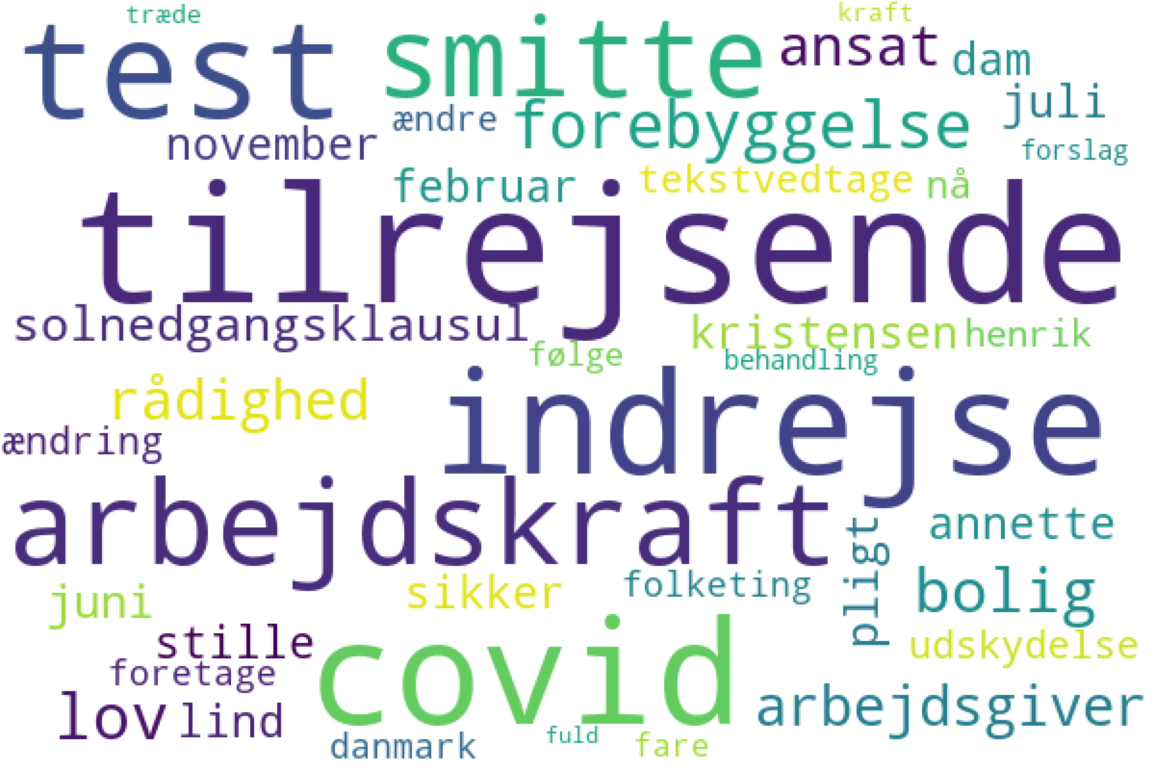 træde
kraft
test
smitte
ansat
dam
ændre
forebyggelse
juli
november
forslag
februar
tekstvedtage
nå
tilrejsende
solnedgangsklausul
kristensen
henrik
følge
behandling
rådighed
indrejse
ændring
arbejdskraft
annette
pligt
juni
sikker
folketing
bolig
stille
udskydelse
foretage
covid
lov
lind
arbejdsgiver
danmark
fuld
fare